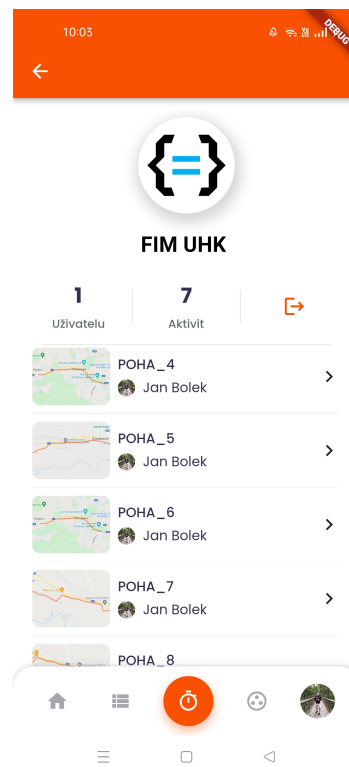 10:03
DEBUG
{=}
FIM UHK
1
Uživatelu
7
Aktivit
POHA_4
Jan Bolek
POHA_5
Jan Bolek
POHA_6
Jan Bolek
POHA_7
Jan Bolek
POHA_8